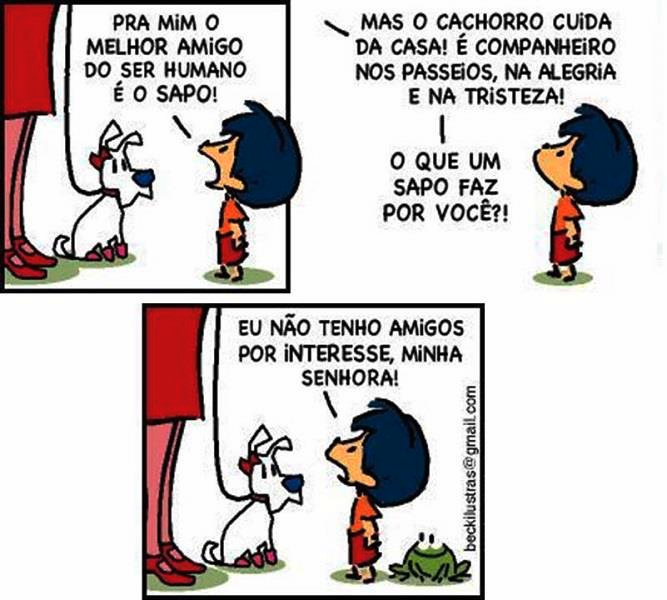 PRA MIM O
MELHOR AMIGO
DO SER HUMANO
É O SAPO!
MAS O CACHORRO CUIDA
DA CASA! É COMPANHEIRO
NOS PASSEIOS, NA ALEGRIA
E NA TRISTEZA!
O QUE UM
SAPO FAZ
POR VOCÊ?!
EU NÃO TENHO AMIGOS
POR INTERESSE, MINHA
SENHORA!
beckilustras@gmail.com